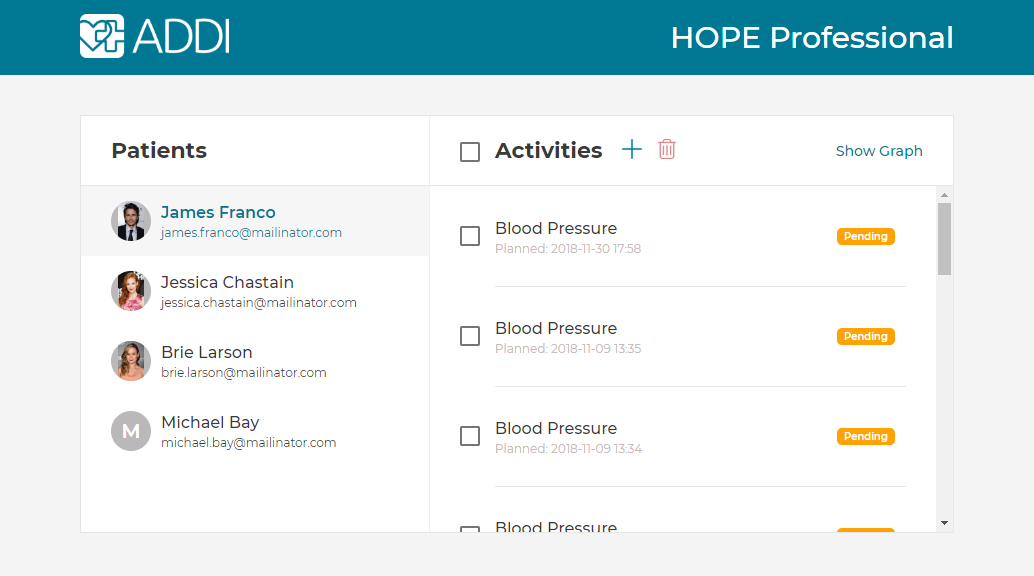 ADDI
HOPE Professional
Patients
Activities
Show Graph
James Franco
james.franco@mailinator.com
Jessica Chastain
jessica.chastain@mailinator.com
Brie Larson
brie.larson@mailinator.com
M
Michael Bay
michael.bay@mailinator.com
Blood Pressure
Pending
Planned: 2018-11-30 17:58
Blood Pressure
Pending
Planned: 2018-11-09 13:35
Blood Pressure
Pending
Planned: 2018-11-09 13:34
Blood Pressure